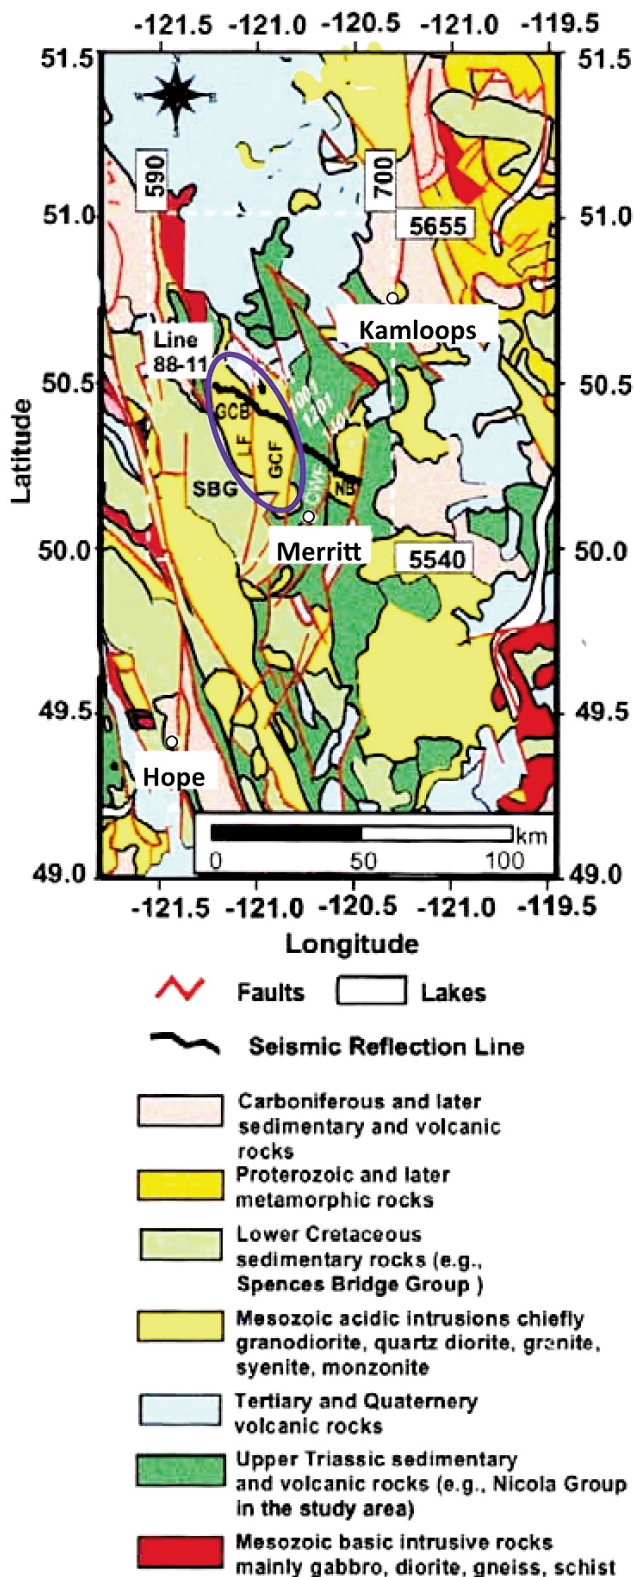 -121.5 -121.0 -120.5 -121.0 -119.5
51.5 51.5
N
590
700
51.0 51.0
5655
Kamloops
Line
88-11
50.5 50.5
1001
1201
1401
GCB
LF
GCF
SBG
CWF
NB
Latitude
Merritt
50.0 50.0
5540
49.5 49.5
Hope
km
0 50 100
49.0 49.0
-121.5 -121.0 -120.5 -121.0 -119.5
Longitude
Faults Lakes
Seismic Reflection Line
Carboniferous and later
sedimentary and volcanic
rocks
Proterozoic and later
metamorphic rocks
Lower Cretaceous
sedimentary rocks (e.g.,
Spences Bridge Group )
Mesozoic acidic intrusions chiefly
granodiorite, quartz diorite, granite,
syenite, monzonite
Tertiary and Quaternery
volcanic rocks
Upper Triassic sedimentary
and volcanic rocks (e.g., Nicola Group
in the study area)
Mesozoic basic intrusive rocks
mainly gabbro, diorite, gneiss, schist